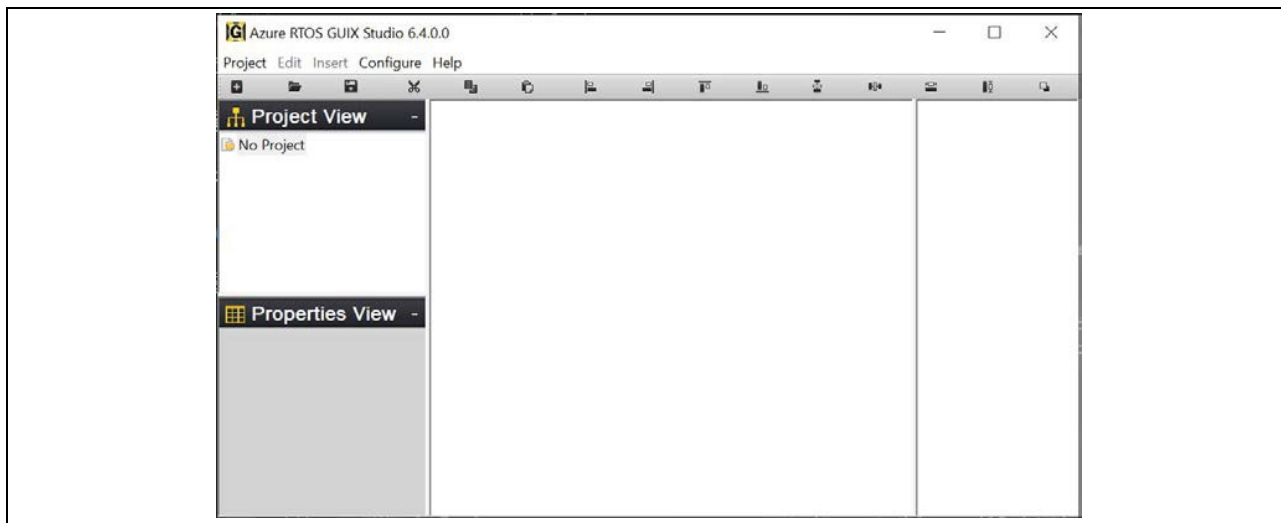 G Azure RTOS GUIX Studio 6.4.0.0
Project Edit Insert Configure Help
Project View -
No Project
Properties View -